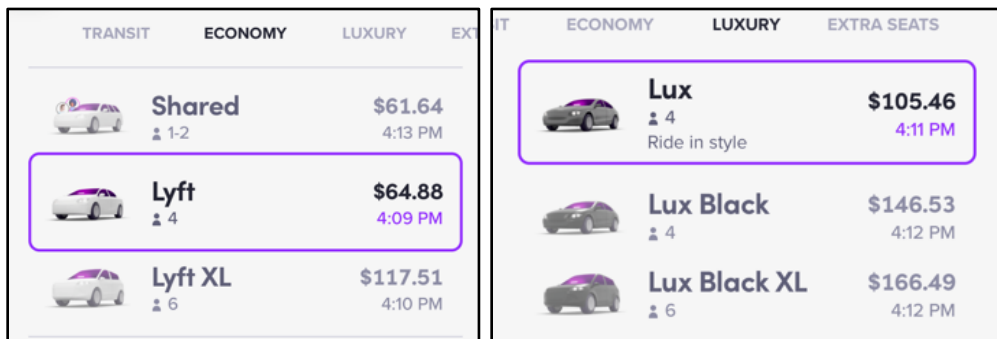 TRANSIT ECONOMY LUXURY EXT
Shared $61.64
1-2 4:13 PM
Lyft $64.88
4 4:09 PM
Lyft XL $117.51
6 4:10 PM
IT ECONOMY LUXURY EXTRA SEATS
Lux $105.46
4 4:11 PM
Ride in style
Lux Black $146.53
4 4:12 PM
Lux Black XL $166.49
6 4:12 PM